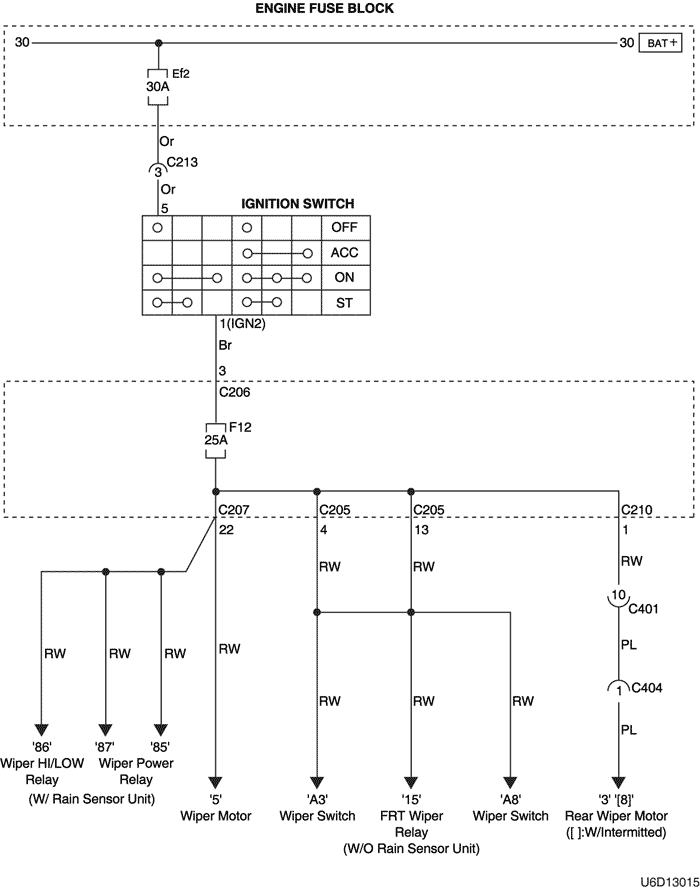 ENGINE FUSE BLOCK
30 30 BAT+
Ef2
30A
Or
C213
3
Or
5 IGNITION SWITCH
OFF
ACC
ON
ST
1(IGN2)
Br
3
C206
F12
25A
C207 C205 C205 C210
22 4 13 1
RW RW RW
10
C401
RW RW RW RW PL
C404
1
RW RW RW PL
'86' '87' '85'
Wiper HI/LOW Wiper Power
Relay Relay
(W/ Rain Sensor Unit)
'5' 'A3' '15' 'A8' '3' '[8]'
Wiper Motor Wiper Switch FRT Wiper Wiper Switch Rear Wiper Motor
Relay ([ ]:W/Intermitted)
(W/O Rain Sensor Unit)
U6D13015